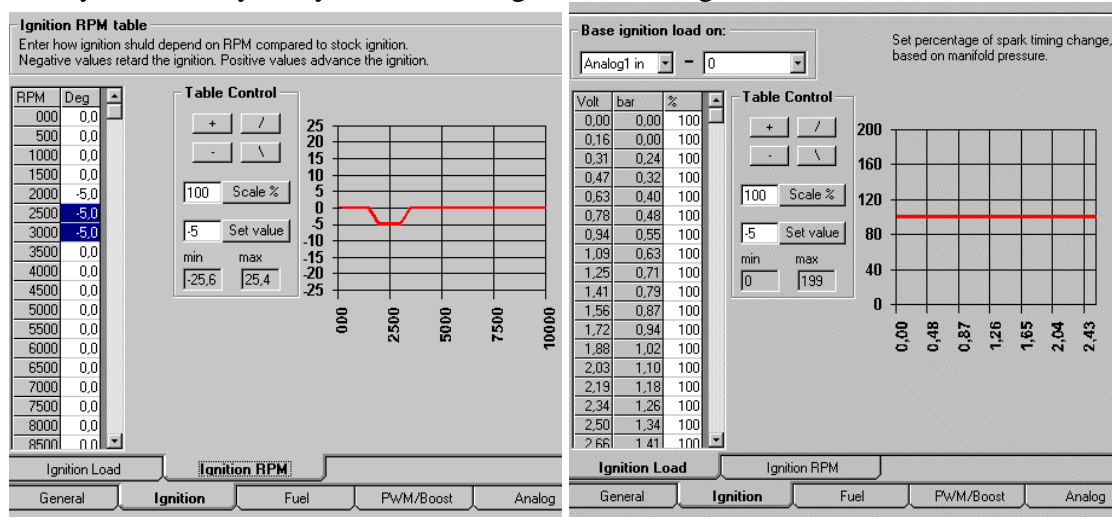 Ignition RPM table
Enter how ignition shuld depend on RPM compared to stock ignition.
Negative values retard the ignition. Positive values advance the ignition.
RPM Deg
000 0,0
500 0,0
1000 0,0
1500 0,0
2000 -5,0
2500 -5,0
3000 -5,0
3500 0,0
4000 0,0
4500 0,0
5000 0,0
5500 0,0
6000 0,0
6500 0,0
7000 0,0
7500 0,0
8000 0,0
8500 0,0
Table Control
+ /
- \
100 Scale %
-5 Set value
min max
-25,6 25,4
25
20
15
10
5
0
-5
-10
-15
-20
-25
000 2500 5000 7500 10000
Ignition Load Ignition RPM
General Ignition Fuel PWM/Boost Analog
Base ignition load on:
Analog1 in - 0
Set percentage of spark timing change,
based on manifold pressure.
Volt bar %
0,00 0,00 100
0,16 0,00 100
0,31 0,24 100
0,47 0,32 100
0,63 0,40 100
0,78 0,48 100
0,94 0,55 100
1,09 0,63 100
1,25 0,71 100
1,41 0,79 100
1,56 0,87 100
1,72 0,94 100
1,88 1,02 100
2,03 1,10 100
2,19 1,18 100
2,34 1,26 100
2,50 1,34 100
2,66 1,41 100
Table Control
+ /
- \
100 Scale %
-5 Set value
min max
0 199
200
160
120
80
40
0
0,00 0,48 0,87 1,26 1,65 2,04 2,43
Ignition Load Ignition RPM
General Ignition Fuel PWM/Boost Analog